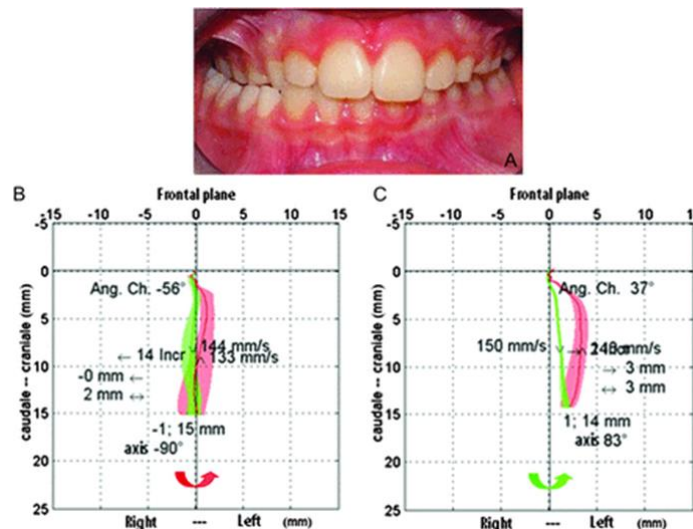 A
B
Frontal plane
-15 -10 -5 0 5 10 15
-5
0
5
10
15
20
25
caudale -- craniale (mm)
Ang. Ch. -56°
144 mm/s
← 14 Incr
133 mm/s
-0 mm ←
2 mm ↔
-1; 15 mm
axis -90°
Right --- Left (mm)
C
Frontal plane
-15 -10 -5 0 5 10 15
-5
0
5
10
15
20
25
caudale -- craniale (mm)
Ang. Ch. 37°
150 mm/s
mm/s
→ 3 mm
↔ 3 mm
1; 14 mm
axis 83°
Right --- Left (mm)